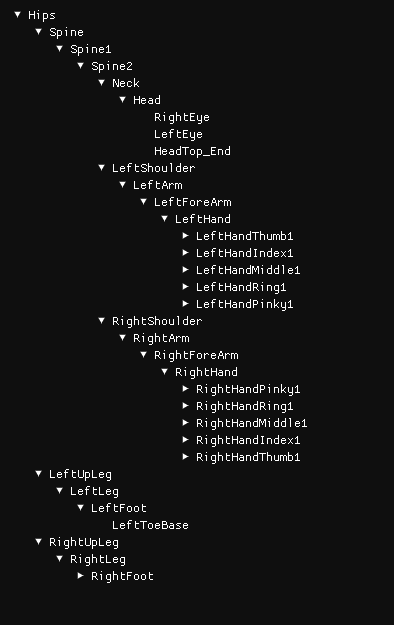 Hips
Spine
Spine1
Spine2
Neck
Head
RightEye
LeftEye
HeadTop_End
LeftShoulder
LeftArm
LeftForeArm
LeftHand
LeftHandThumb1
LeftHandIndex1
LeftHandMiddle1
LeftHandRing1
LeftHandPinky1
RightShoulder
RightArm
RightForeArm
RightHand
RightHandPinky1
RightHandRing1
RightHandMiddle1
RightHandIndex1
RightHandThumb1
LeftUpLeg
LeftLeg
LeftFoot
LeftToeBase
RightUpLeg
RightLeg
RightFoot